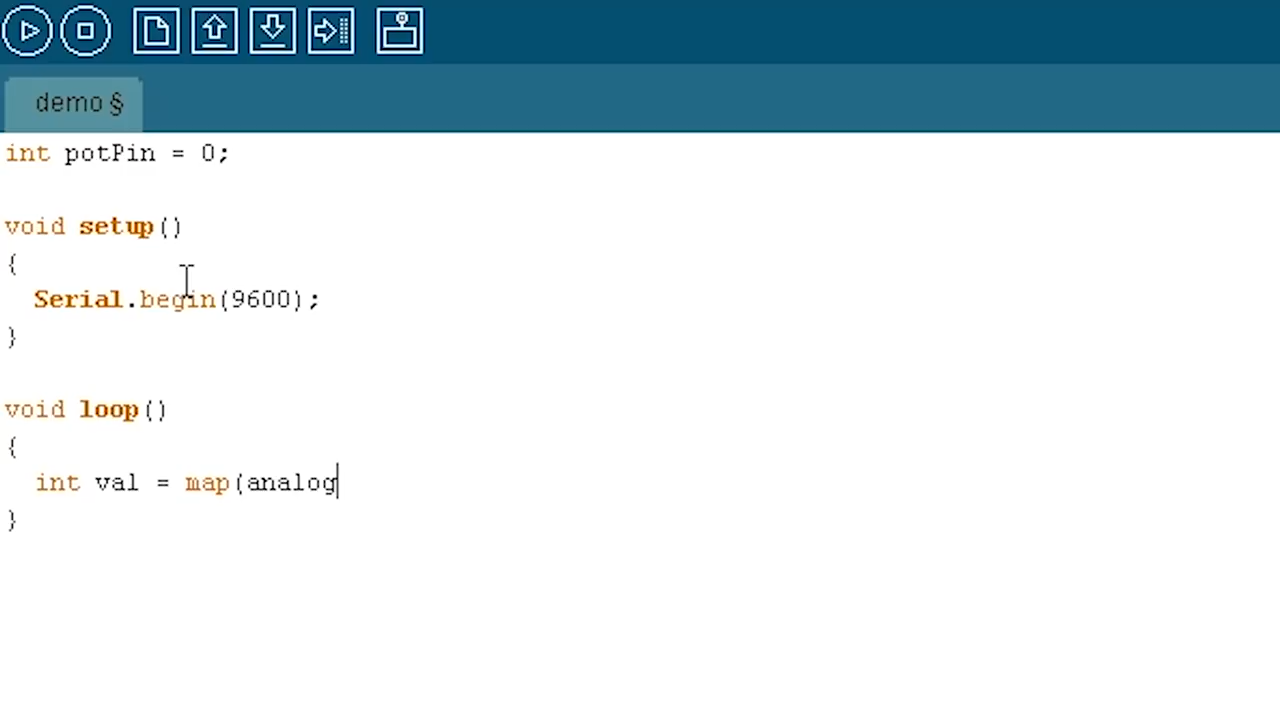 demo §
int potPin = 0;
void setup()
{
Serial.begin(9600);
}
void loop()
{
int val = map(analog
}